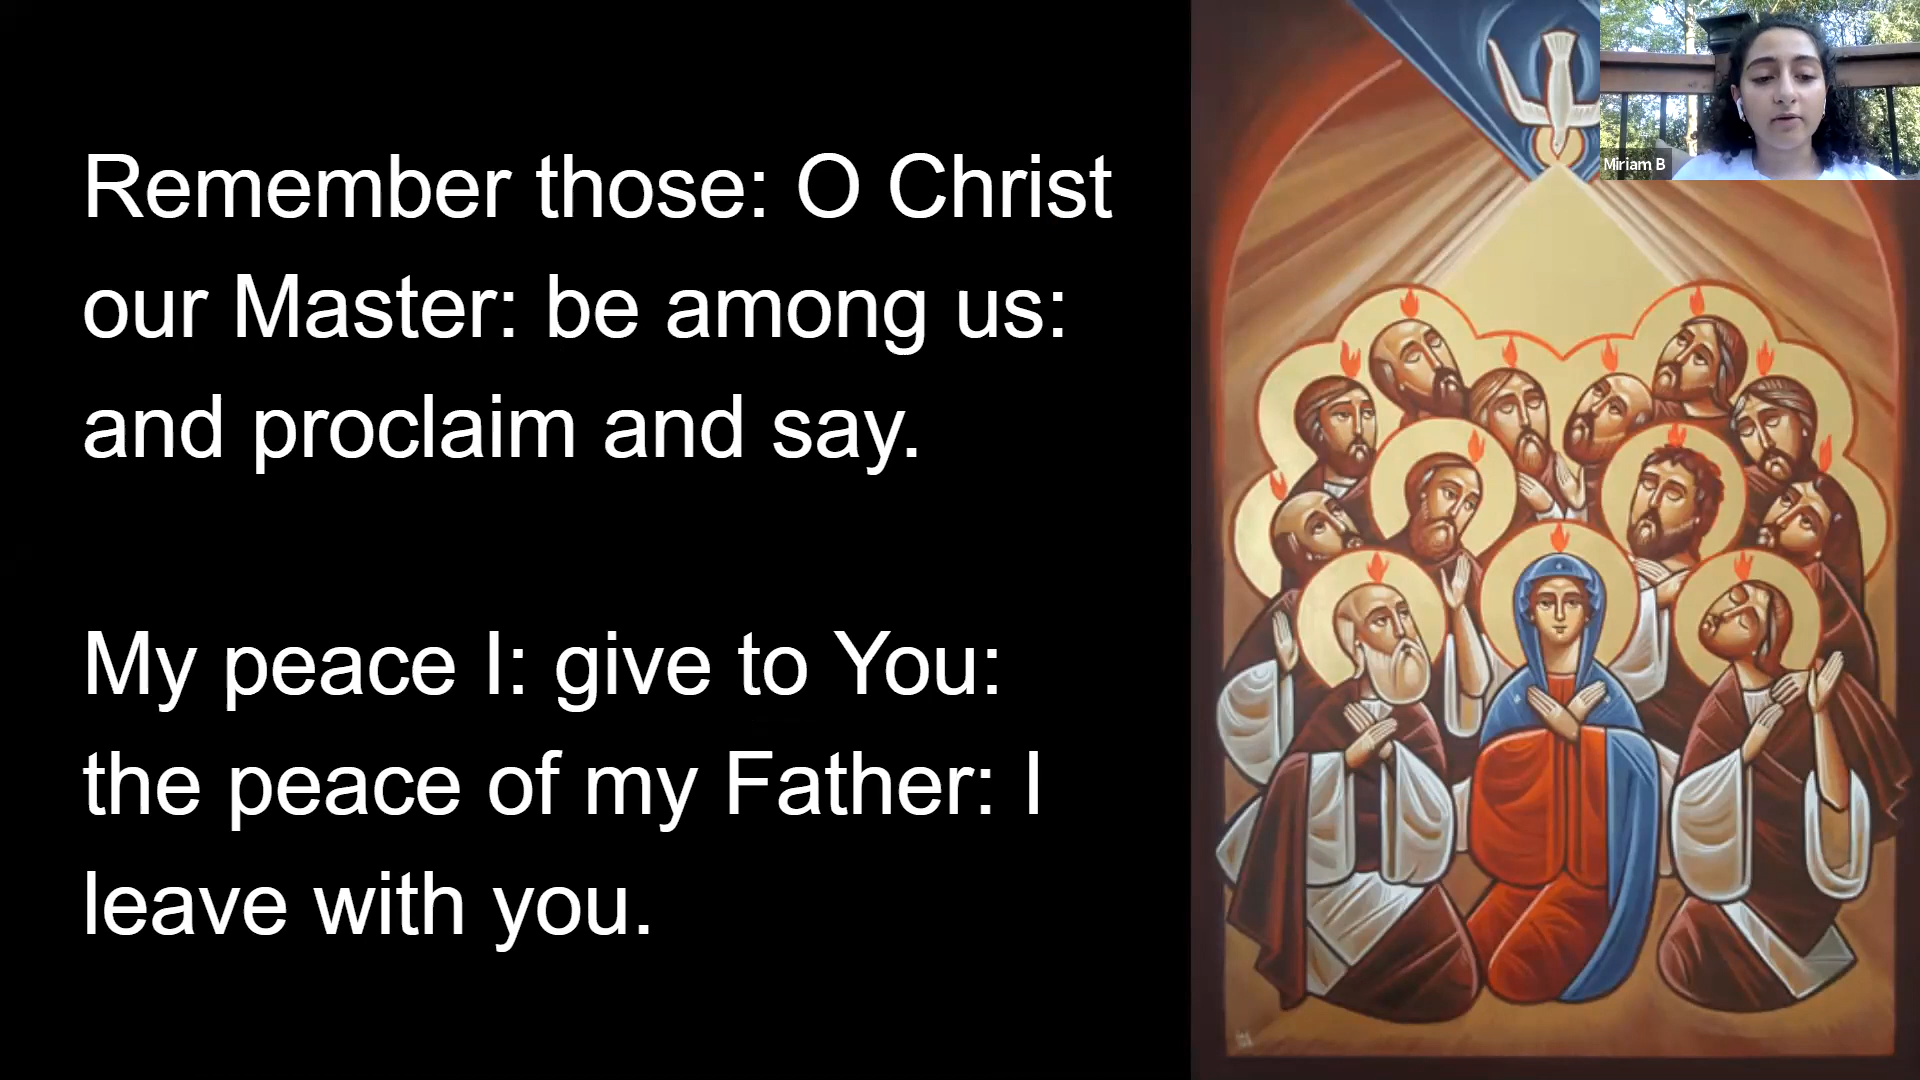 Remember those: O Christ
our Master: be among us:
and proclaim and say.
My peace I: give to You:
the peace of my Father: I
leave with you.
Miriam B